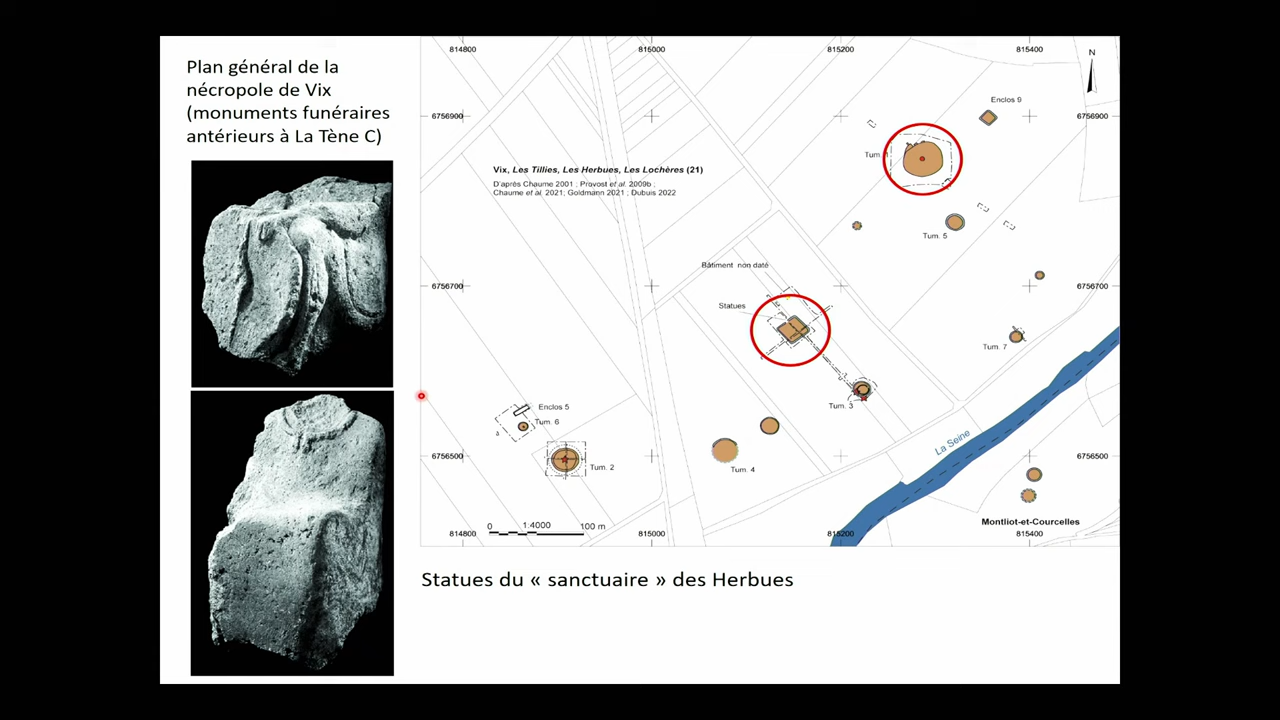 Plan général de la
nécropole de Vix
(monuments funéraires
antérieurs à La Tène C)
814800
815000
815200
815400
N
6756900
6756900
Enclos 9
Tum.
Vix, Les Tillies, Les Herbues, Les Lochères (21)
D'après Chaume 2001 ; Provost et al. 2009b ;
Chaume et al. 2021; Goldmann 2021 ; Dubuis 2022
Tum. 5
Bâtiment non daté
6756700
6756700
Statues
Tum. 7
Enclos 5
Tum. 3
Tum. 6
La Seine
6756500
6756500
Tum. 2
Tum. 4
Montliot-et-Courcelles
0
1:4000
100 m
814800
815000
815200
815400
Statues du « sanctuaire » des Herbues